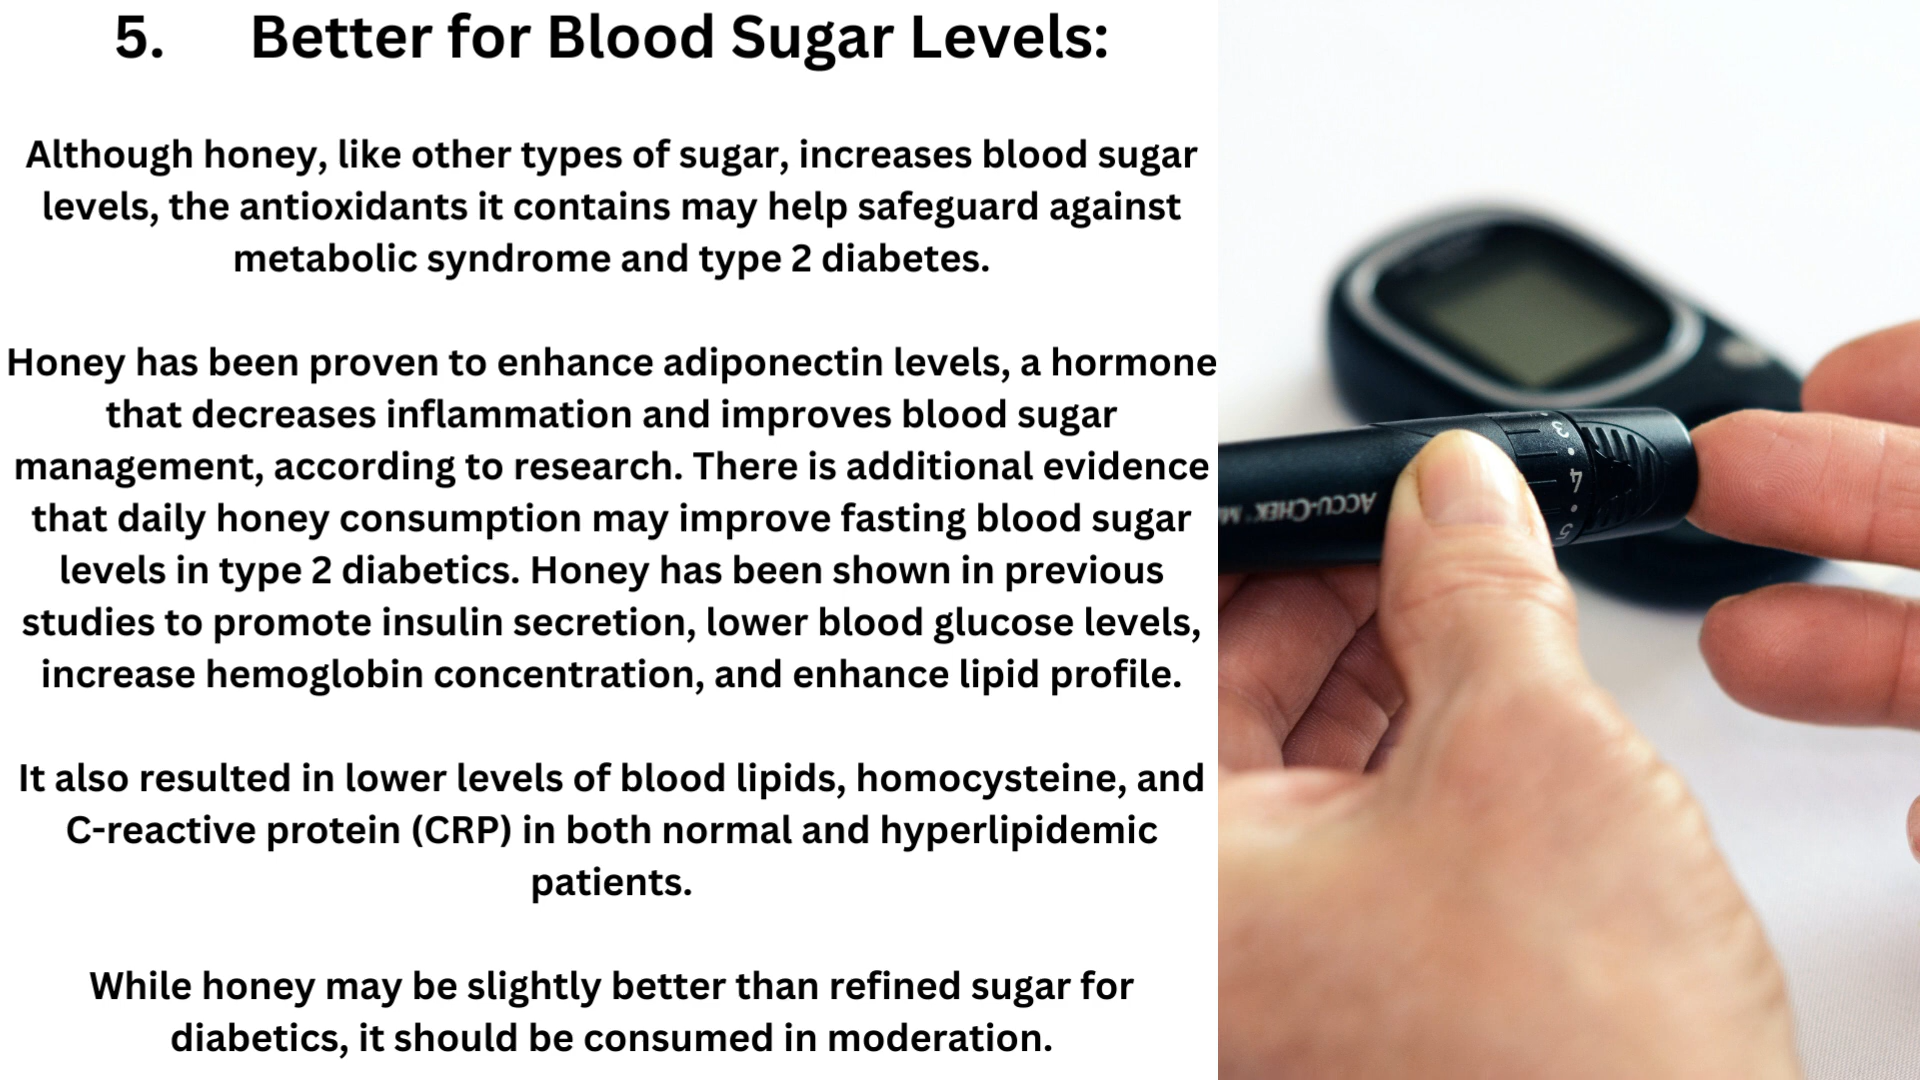 5. Better for Blood Sugar Levels:
Although honey, like other types of sugar, increases blood sugar
levels, the antioxidants it contains may help safeguard against
metabolic syndrome and type 2 diabetes.
Honey has been proven to enhance adiponectin levels, a hormone
that decreases inflammation and improves blood sugar
management, according to research. There is additional evidence
that daily honey consumption may improve fasting blood sugar
levels in type 2 diabetics. Honey has been shown in previous
studies to promote insulin secretion, lower blood glucose levels,
increase hemoglobin concentration, and enhance lipid profile.
It also resulted in lower levels of blood lipids, homocysteine, and
C-reactive protein (CRP) in both normal and hyperlipidemic
patients.
While honey may be slightly better than refined sugar for
diabetics, it should be consumed in moderation.
3
4
5
ACCU-CHEK